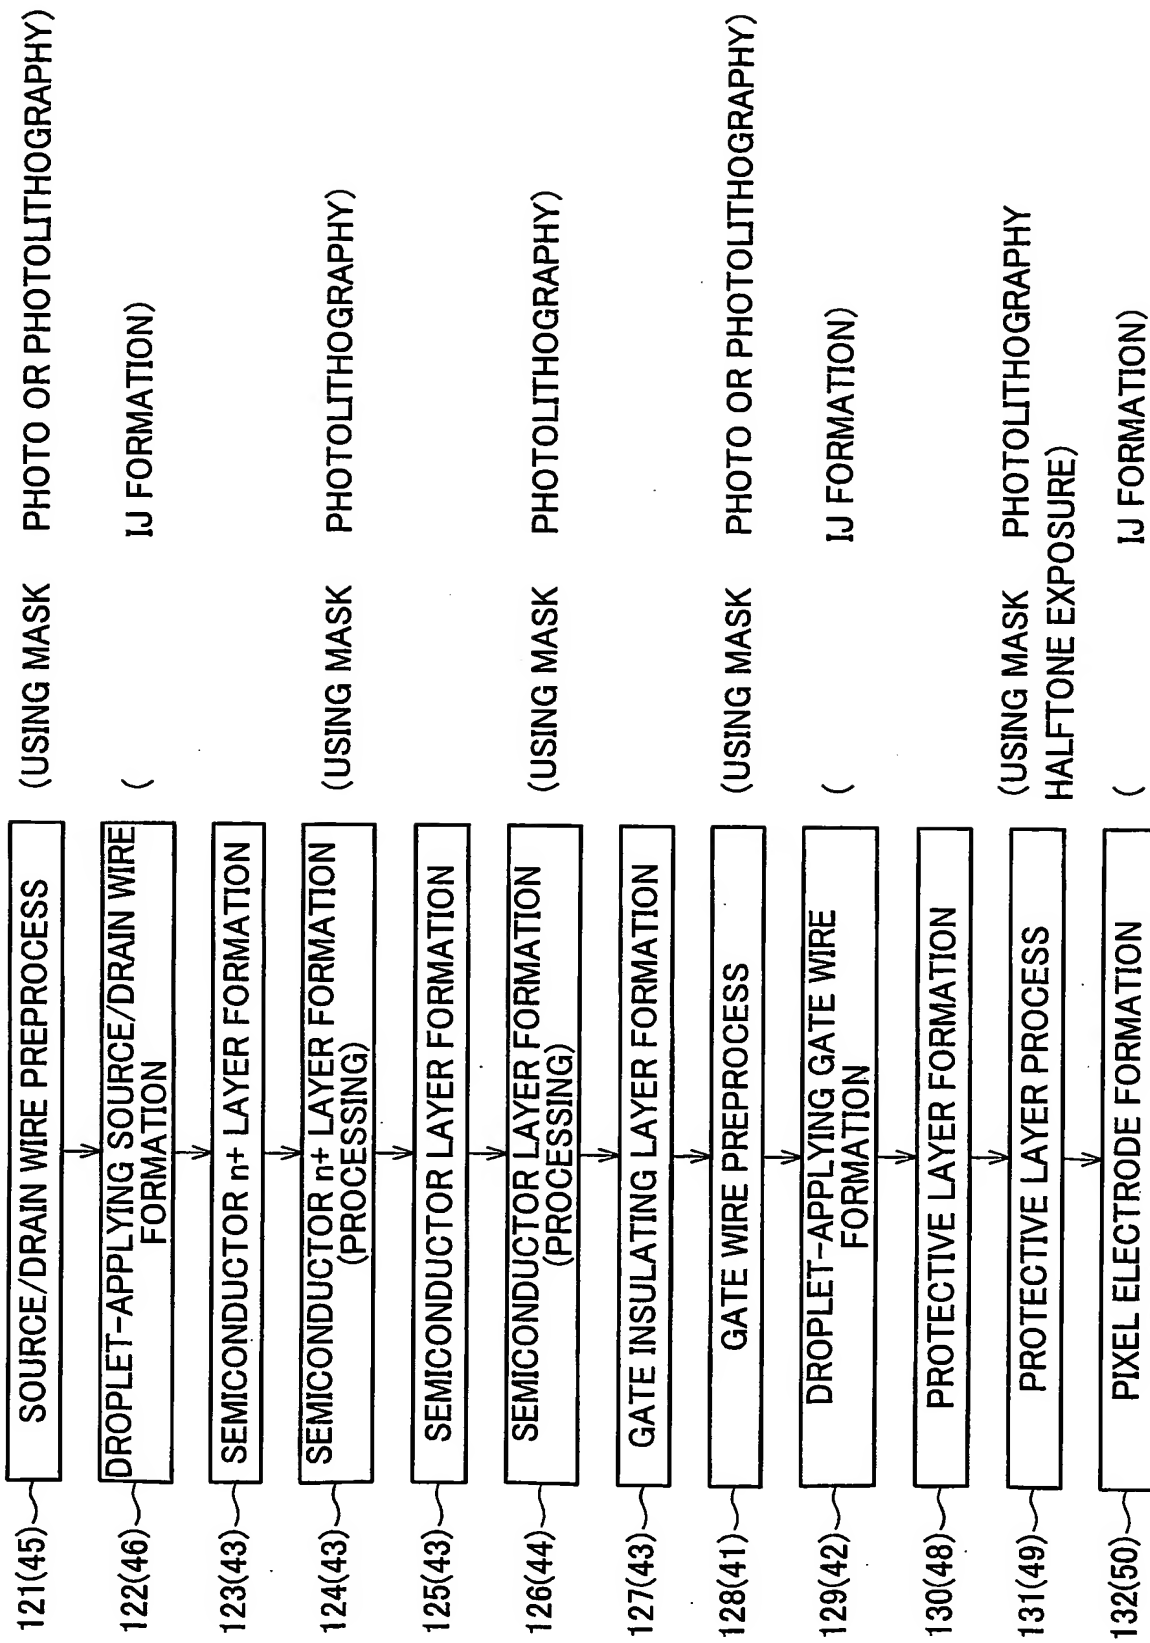 121(45) SOURCE/DRAIN WIRE PREPROCESS (USING MASK PHOTO OR PHOTOLITHOGRAPHY)
122(46) DROPLET-APPLYING SOURCE/DRAIN WIRE ( IJ FORMATION)
FORMATION
123(43) SEMICONDUCTOR n+ LAYER FORMATION
124(43) SEMICONDUCTOR n+ LAYER FORMATION (USING MASK PHOTOLITHOGRAPHY)
(PROCESSING)
125(43) SEMICONDUCTOR LAYER FORMATION
126(44) SEMICONDUCTOR LAYER FORMATION (USING MASK PHOTOLITHOGRAPHY)
(PROCESSING)
127(43) GATE INSULATING LAYER FORMATION
128(41) GATE WIRE PREPROCESS (USING MASK PHOTO OR PHOTOLITHOGRAPHY)
129(42) DROPLET-APPLYING GATE WIRE ( IJ FORMATION)
FORMATION
130(48) PROTECTIVE LAYER FORMATION
131(49) PROTECTIVE LAYER PROCESS (USING MASK PHOTOLITHOGRAPHY
HALFTONE EXPOSURE)
132(50) PIXEL ELECTRODE FORMATION ( IJ FORMATION)